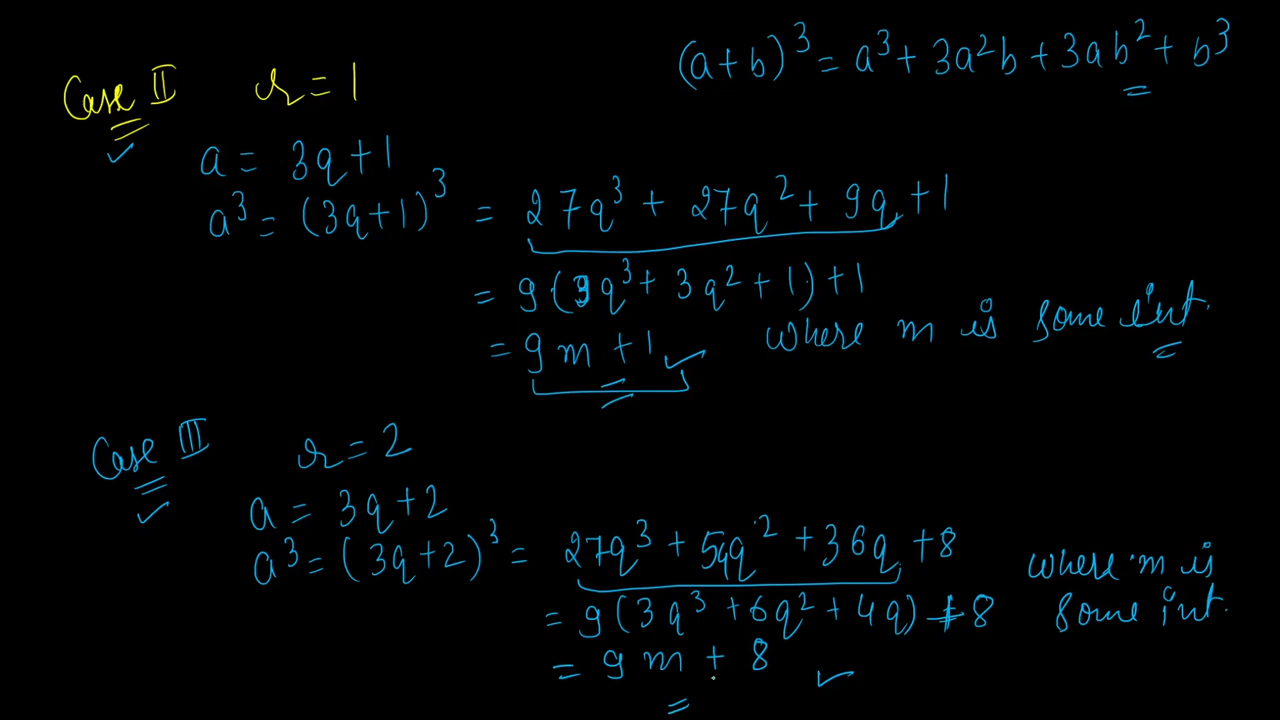 (a+b)³ = a³ + 3a²b + 3ab² + b³
Case II r = 1
a = 3q+1
a³ = (3q+1)³ = 27q³ + 27q² + 9q + 1
= 9(3q³ + 3q² + 1) + 1
= 9m + 1 where m is some int.
Case III r = 2
a = 3q+2
a³ = (3q+2)³ = 27q³ + 54q² + 36q + 8
= 9(3q³ + 6q² + 4q) + 8
= 9m + 8
where m is
some int.